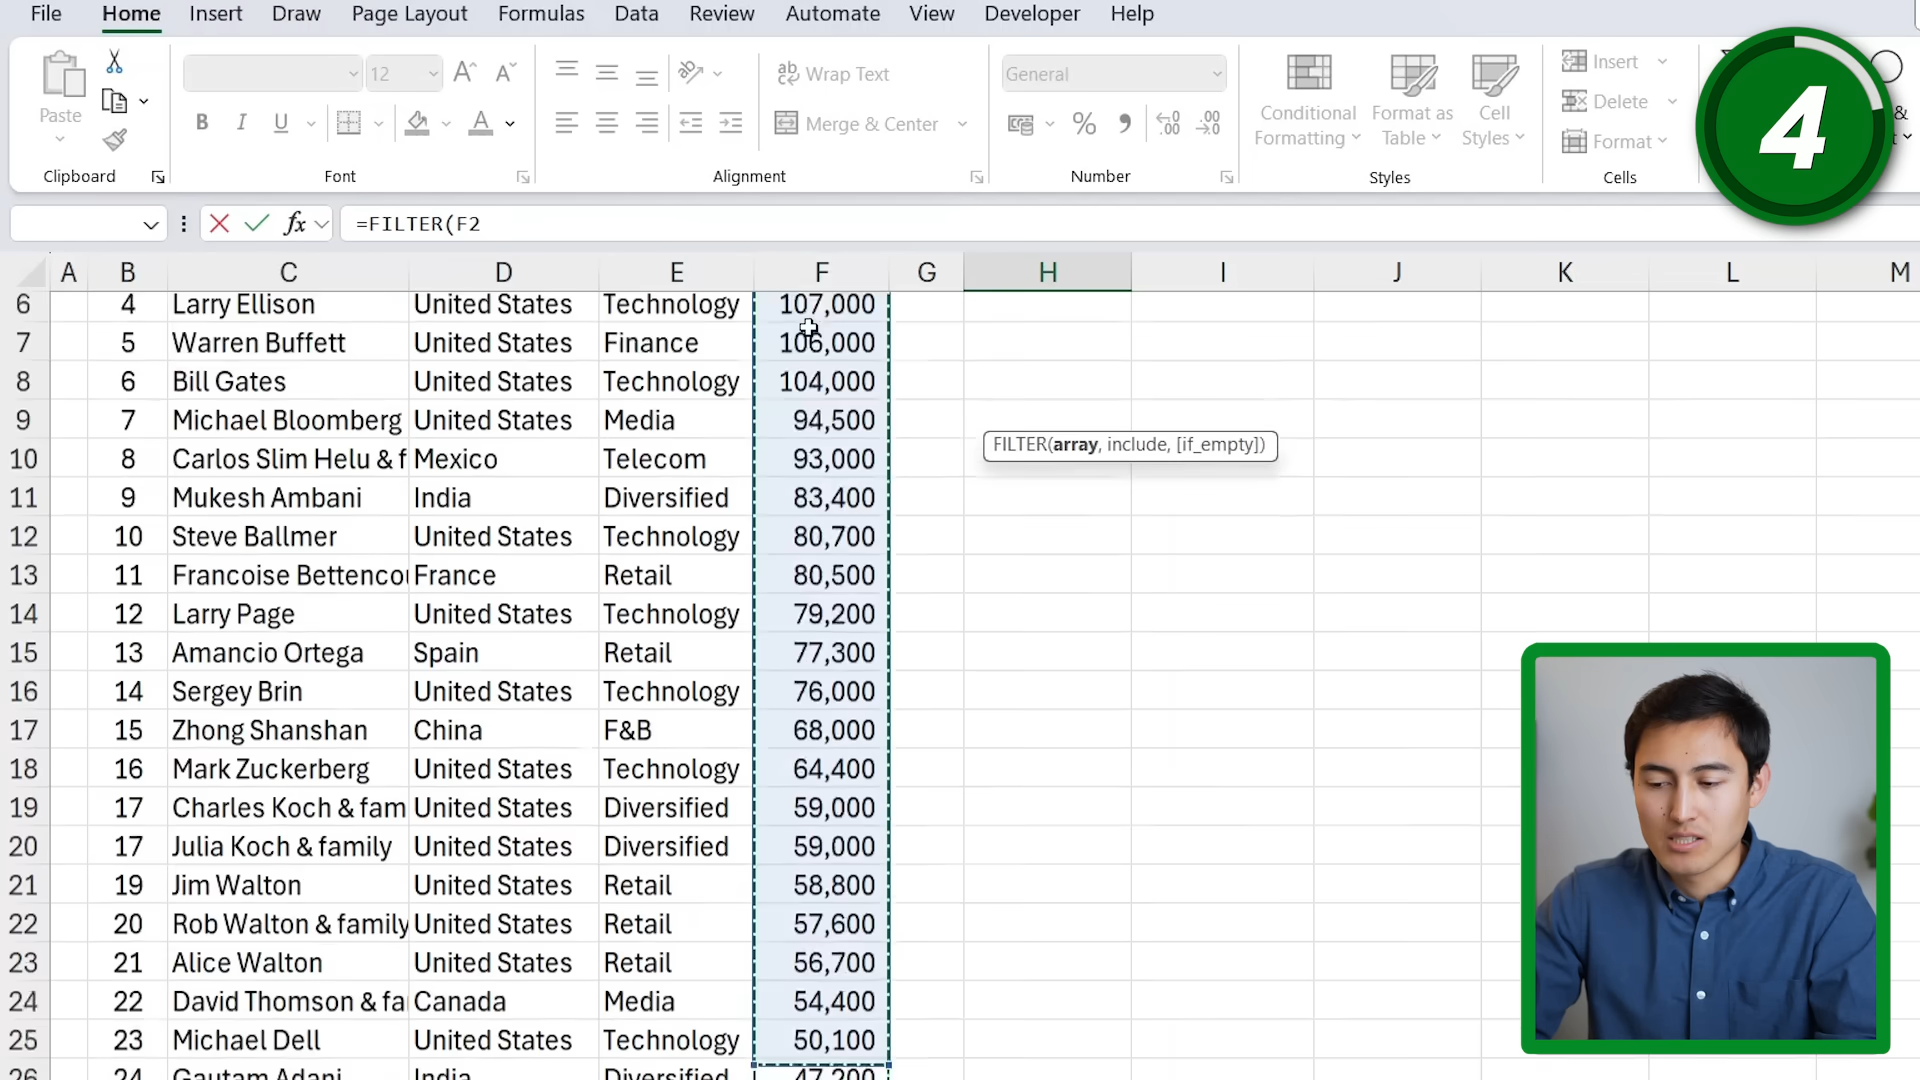 File Home Insert Draw Page Layout Formulas Data Review Automate View Developer Help
Paste
12
B I U
ab Wrap Text
Merge & Center
General
Conditional Formatting
Format as Table
Cell Styles
Insert
Delete
Format
&
4
Clipboard Font Alignment Number Styles Cells
fx =FILTER(F2
A B C D E F G H I J K L M
6 4 Larry Ellison United States Technology 107,000
7 5 Warren Buffett United States Finance 106,000
8 6 Bill Gates United States Technology 104,000
9 7 Michael Bloomberg United States Media 94,500
FILTER(array, include, [if_empty])
10 8 Carlos Slim Helu & f Mexico Telecom 93,000
11 9 Mukesh Ambani India Diversified 83,400
12 10 Steve Ballmer United States Technology 80,700
13 11 Francoise Bettencou France Retail 80,500
14 12 Larry Page United States Technology 79,200
15 13 Amancio Ortega Spain Retail 77,300
16 14 Sergey Brin United States Technology 76,000
17 15 Zhong Shanshan China F&B 68,000
18 16 Mark Zuckerberg United States Technology 64,400
19 17 Charles Koch & fam United States Diversified 59,000
20 17 Julia Koch & family United States Diversified 59,000
21 19 Jim Walton United States Retail 58,800
22 20 Rob Walton & family United States Retail 57,600
23 21 Alice Walton United States Retail 56,700
24 22 David Thomson & fa Canada Media 54,400
25 23 Michael Dell United States Technology 50,100
26 24 Gautam Adani India Diversified 47,200